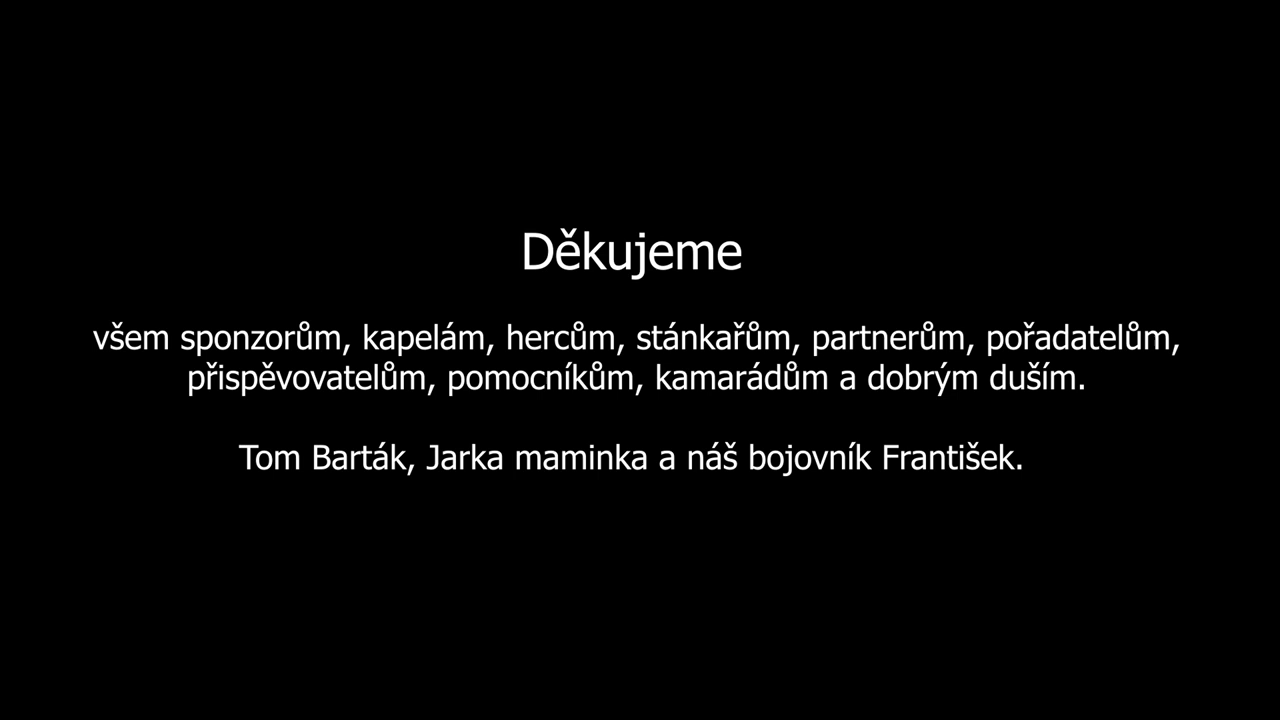 Děkujeme
všem sponzorům, kapelám, hercům, stánkařům, partnerům, pořadatelům,
přispěvovatelům, pomocníkům, kamarádům a dobrým duším.
Tom Barták, Jarka maminka a náš bojovník František.